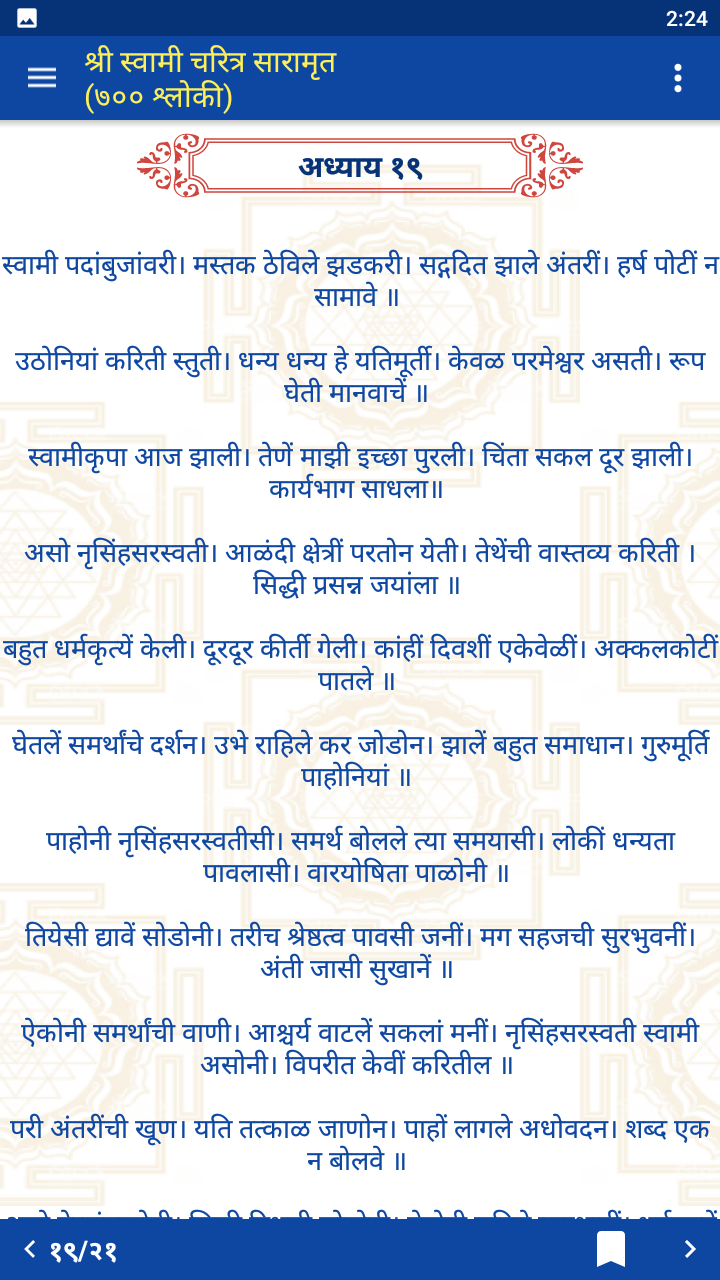 2:24
श्री स्वामी चरित्र सारामृत
(७०० श्लोकी)
अध्याय १९
स्वामी पदांबुजांवरी। मस्तक ठेविले झडकरी। सद्गदित झाले अंतरीं। हर्ष पोटीं न
सामावे ॥
उठोनियां करिती स्तुती। धन्य धन्य हे यतिमूर्ती। केवळ परमेश्वर असती। रूप
घेती मानवाचें ॥
स्वामीकृपा आज झाली। तेणें माझी इच्छा पुरली। चिंता सकल दूर झाली।
कार्यभाग साधला॥
असो नृसिंहसरस्वती। आळंदी क्षेत्रीं परतोन येती। तेथेंची वास्तव्य करिती ।
सिद्धी प्रसन्न जयांला ॥
बहुत धर्मकृत्यें केली। दूरदूर कीर्ती गेली। कांहीं दिवशीं एकेवेळीं। अक्कलकोटीं
पातले ॥
घेतलें समर्थांचे दर्शन। उभे राहिले कर जोडोन। झालें बहुत समाधान। गुरुमूर्ति
पाहोनियां ॥
पाहोनी नृसिंहसरस्वतीसी। समर्थ बोलले त्या समयासी। लोकीं धन्यता
पावलासी। वारयोषिता पाळोनी ॥
तियेसी द्यावें सोडोनी। तरीच श्रेष्ठत्व पावसी जनीं। मग सहजची सुरभुवनीं।
अंती जासी सुखानें ॥
ऐकोनी समर्थांची वाणी। आश्चर्य वाटलें सकलां मनीं। नृसिंहसरस्वती स्वामी
असोनी। विपरीत केवीं करितील ॥
परी अंतरींची खूण। यति तत्काळ जाणोन। पाहों लागले अधोवदन। शब्द एक
न बोलवे ॥
१९/२१